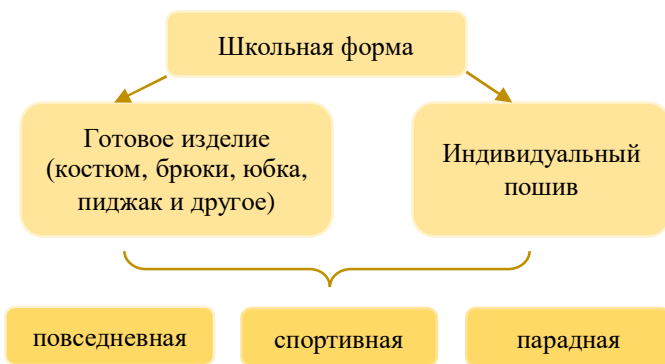 Школьная форма
Готовое изделие
(костюм, брюки, юбка,
пиджак и другое)
Индивидуальный
пошив
повседневная
спортивная
парадная